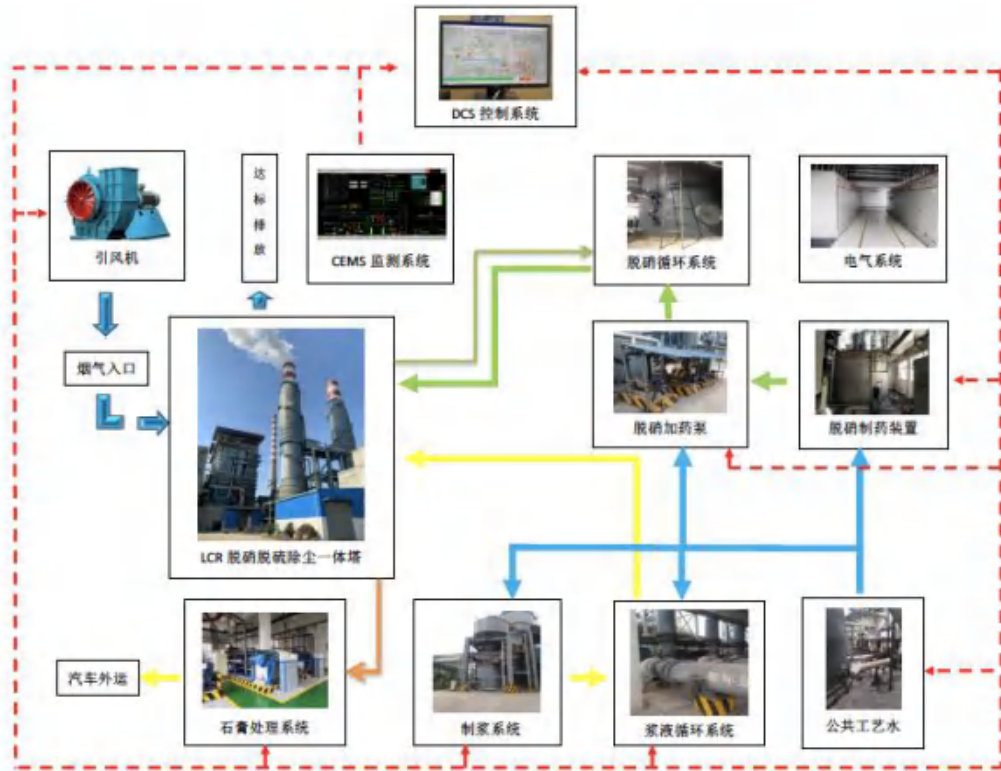 DCS 控制系统
引风机
达标排放
CEMS 监测系统
脱硝循环系统
电气系统
烟气入口
脱硝加药泵
脱硝制药装置
LCR 脱硝脱硫除尘一体塔
汽车外运
石膏处理系统
制浆系统
浆液循环系统
公共工艺水